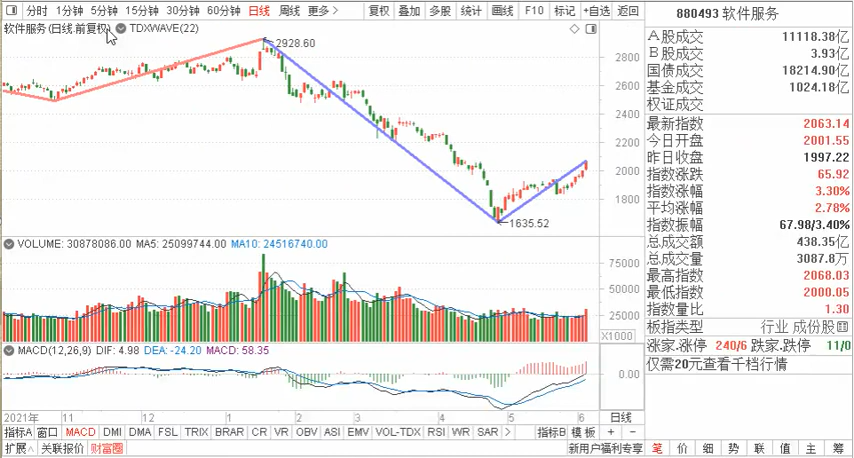 分时 1分钟 5分钟 15分钟 30分钟 60分钟 日线 周线 更多 复权 叠加 多股 统计 画线 F10 标记 +自选 返回
软件服务(日线.前复权) TDXWAVE(22)
2928.60
2800
2600
2400
2200
2000
1800
1635.52
VOLUME: 30878086.00 MA5: 25099744.00 MA10: 24516740.00
75000
50000
25000
X1000
MACD(12,26,9) DIF: 4.98 DEA: -24.20 MACD: 58.35
0.00
2021年 11 12 1 2 3 4 5 6 日线
指标A 窗口 MACD DMI DMA FSL TRIX BRAR CR VR OBV ASI EMV VOL-TDX RSI WR SAR 指标B 模板 + -
扩展 关联报价 财富圈 新用户福利专享
880493 软件服务
A股成交 11118.38亿
B股成交 3.93亿
国债成交 18214.90亿
基金成交 1024.18亿
权证成交
最新指数 2063.14
今日开盘 2001.55
昨日收盘 1997.22
指数涨跌 65.92
指数涨幅 3.30%
平均涨幅 2.78%
指数振幅 67.98/3.40%
总成交额 438.35亿
总成交量 3087.8万
最高指数 2068.03
最低指数 2000.05
指数量比 1.30
板指类型 行业 成份股
涨家.涨停 240/6 跌家.跌停 11/0
仅需20元查看千档行情
笔 价 细 势 联 值 主 筹